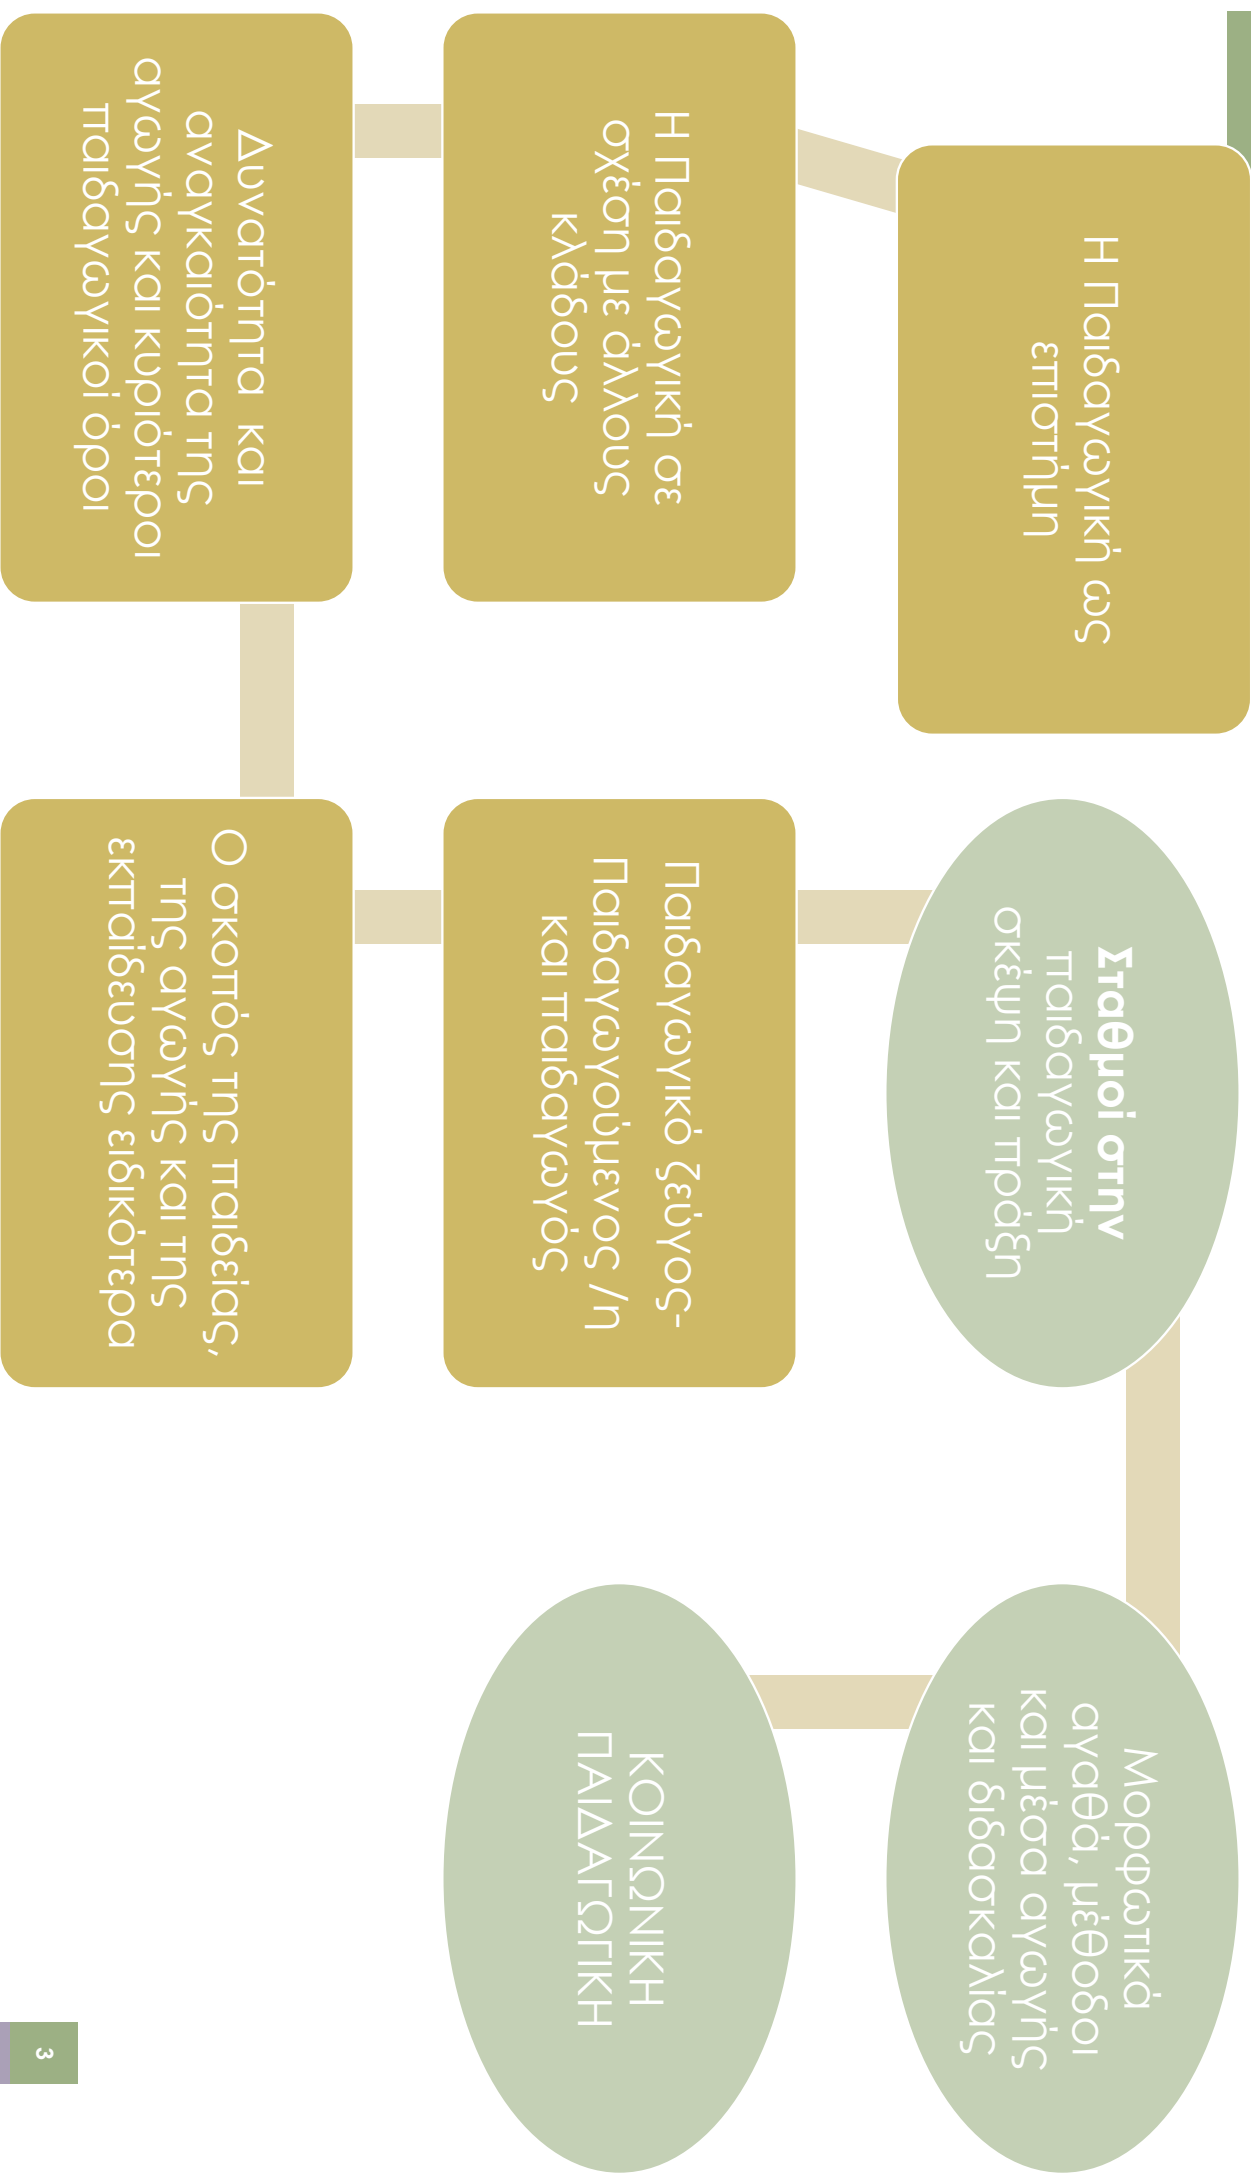 Η Παιδαγωγική ως
επιστήμη
Η Παιδαγωγική σε
σχέση με άλλους
κλάδους
Δυνατότητα και
αναγκαιότητα της
αγωγής και κυριότεροι
παιδαγωγικοί όροι
Ο σκοπός της παιδείας,
της αγωγής και της
εκπαίδευσης ειδικότερα
Παιδαγωγικό ζεύγος-
Παιδαγωγούμενος /η
και παιδαγωγός
Σταθμοί στην
παιδαγωγική
σκέψη και πράξη
Μορφωτικά
αγαθά, μέθοδοι
και μέσα αγωγής
και διδασκαλίας
ΚΟΙΝΩΝΙΚΗ
ΠΑΙΔΑΓΩΓΙΚΗ
3